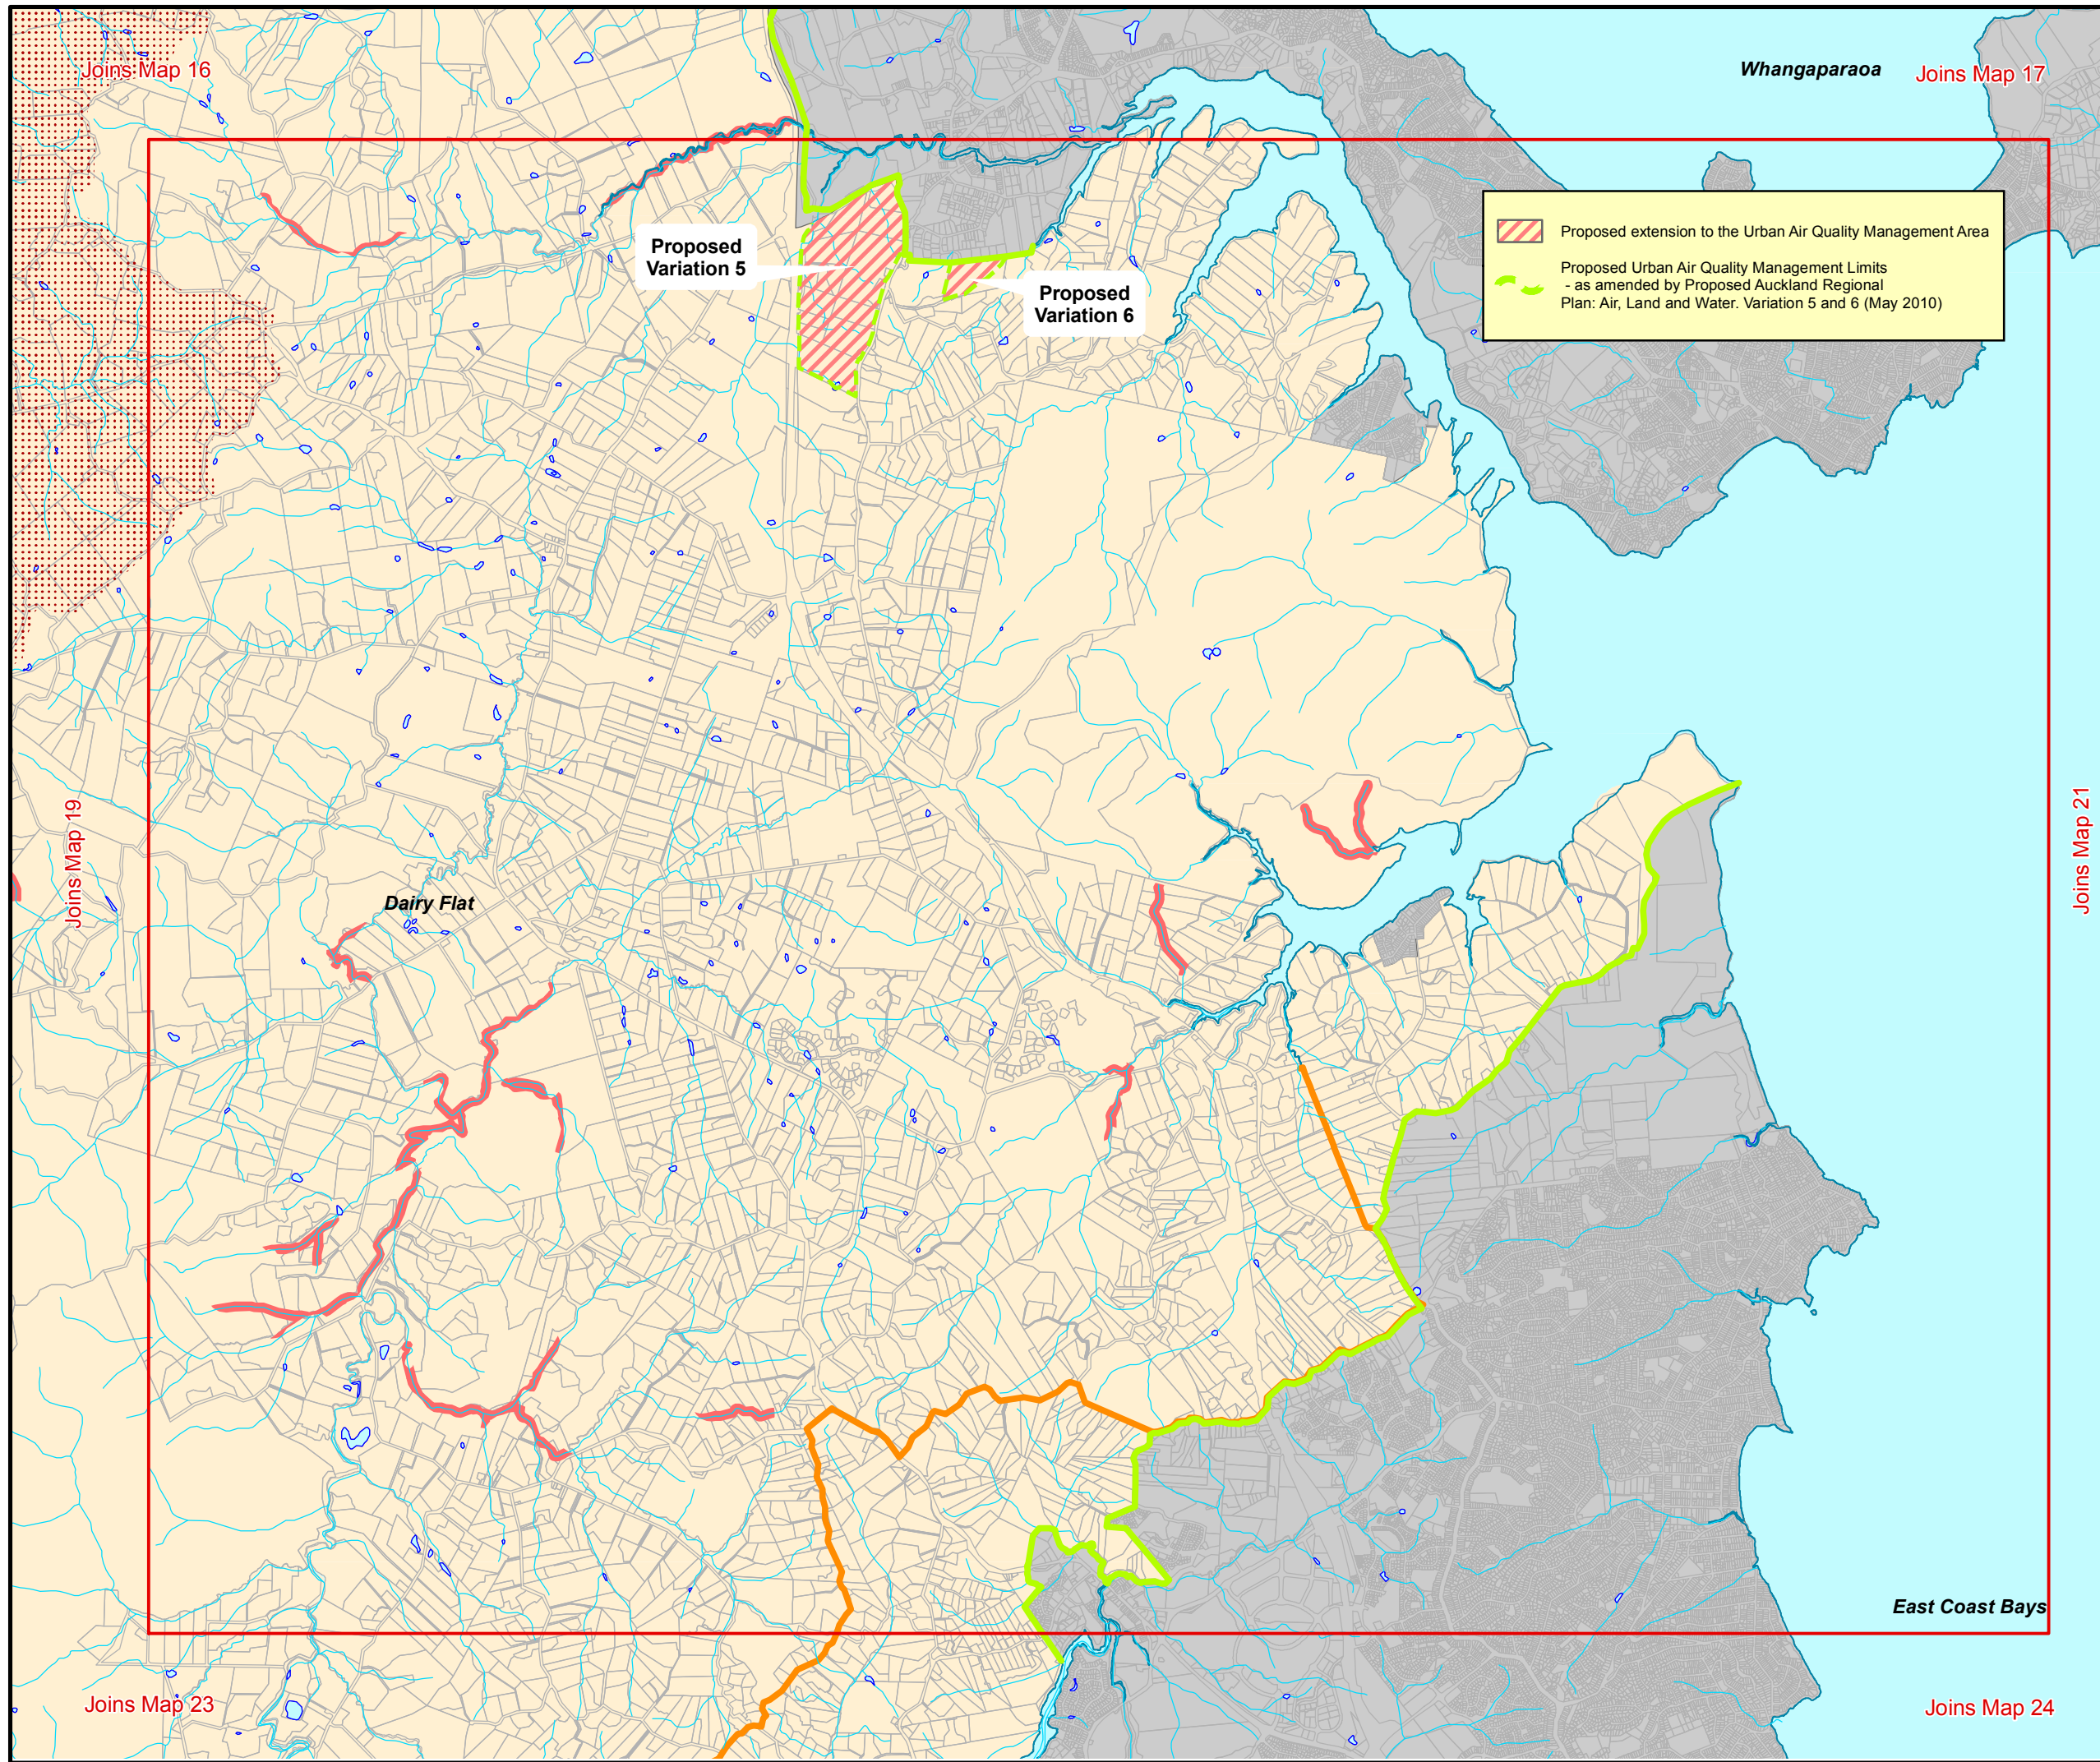 Joins Map 16
Whangaparaoa
Joins Map 17
Proposed extension to the Urban Air Quality Management Area
Proposed Urban Air Quality Management Limits
- as amended by Proposed Auckland Regional
Plan: Air, Land and Water. Variation 5 and 6 (May 2010)
Proposed
Variation 5
Proposed
Variation 6
Joins Map 19
Joins Map 21
Dairy Flat
East Coast Bays
Joins Map 23
Joins Map 24